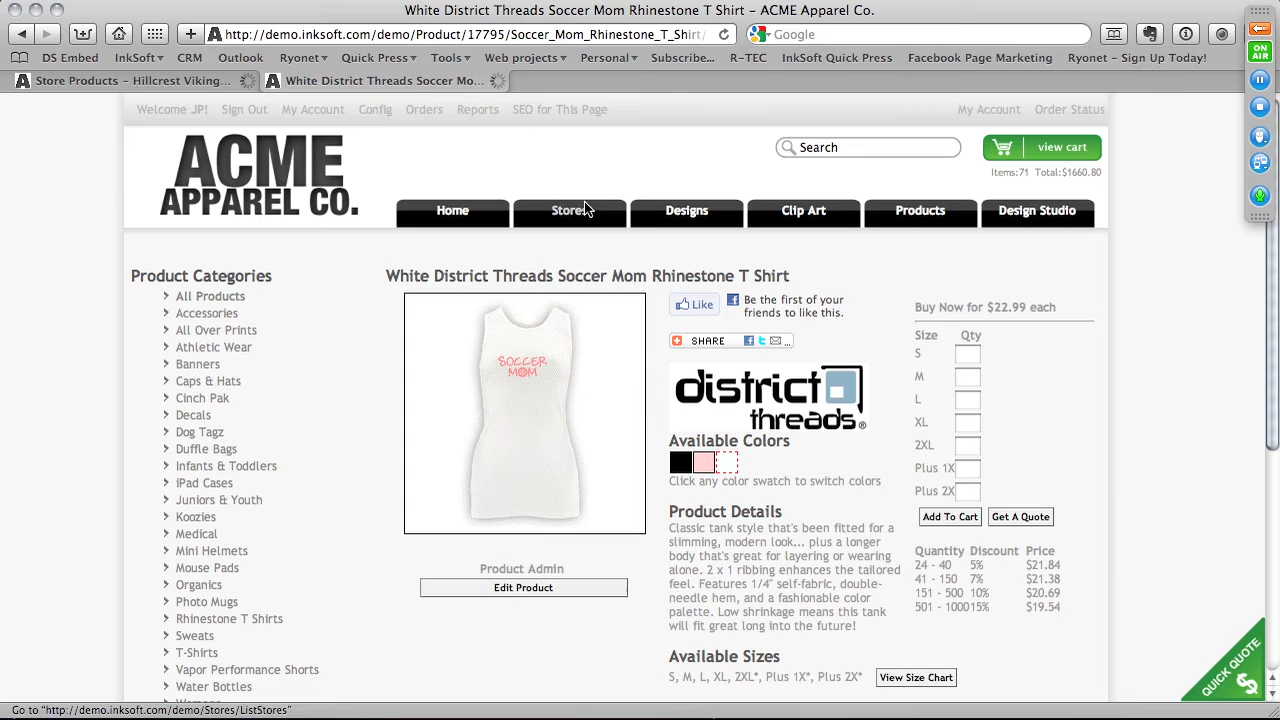 White District Threads Soccer Mom Rhinestone T Shirt – ACME Apparel Co.
http://demo.inksoft.com/demo/Product/17795/Soccer_Mom_Rhinestone_T_Shirt/
Google
DS Embed InkSoft CRM Outlook Ryonet Quick Press Tools Web projec... Personal Subscribe... R-TEC InkSoft Quick Press Facebook Page Marketing Ryonet – Sign Up Today!
Store Products – Hillcrest Viking... White District Threads Soccer Mo...
ON AIR
Welcome JP! Sign Out My Account Config Orders Reports SEO for This Page My Account Order Status
ACME
APPAREL CO.
Search
view cart
Items:71 Total:$1660.80
Home Stores Designs Clip Art Products Design Studio
Product Categories
All Products
Accessories
All Over Prints
Athletic Wear
Banners
Caps & Hats
Cinch Pak
Decals
Dog Tagz
Duffle Bags
Infants & Toddlers
iPad Cases
Juniors & Youth
Koozies
Medical
Mini Helmets
Mouse Pads
Organics
Photo Mugs
Rhinestone T Shirts
Sweats
T-Shirts
Vapor Performance Shorts
Water Bottles
White District Threads Soccer Mom Rhinestone T Shirt
SOCCER
MOM
Product Admin
Edit Product
Like
Be the first of your
friends to like this.
SHARE
district
threads®
Available Colors
Click any color swatch to switch colors
Product Details
Classic tank style that's been fitted for a
slimming, modern look... plus a longer
body that's great for layering or wearing
alone. 2 x 1 ribbing enhances the tailored
feel. Features 1/4" self-fabric, double-
needle hem, and a fashionable color
palette. Low shrinkage means this tank
will fit great long into the future!
Available Sizes
S, M, L, XL, 2XL*, Plus 1X*, Plus 2X*
View Size Chart
Buy Now for $22.99 each
Size Qty
S
M
L
XL
2XL
Plus 1X
Plus 2X
Add To Cart Get A Quote
Quantity Discount Price
24 - 40 5% $21.84
41 - 150 7% $21.38
151 - 500 10% $20.69
501 - 1000 15% $19.54
QUICK QUOTE
$
Go to "http://demo.inksoft.com/demo/Stores/ListStores"